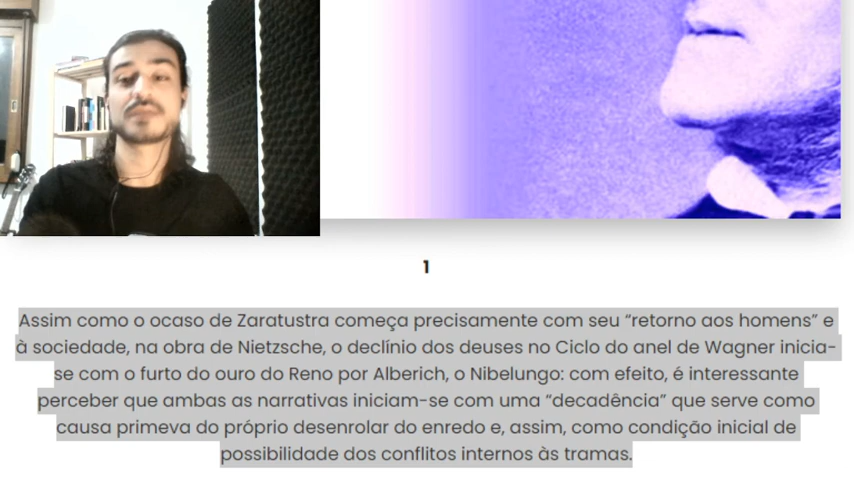 1
Assim como o ocaso de Zaratustra começa precisamente com seu “retorno aos homens” e
à sociedade, na obra de Nietzsche, o declínio dos deuses no Ciclo do anel de Wagner inicia-
se com o furto do ouro do Reno por Alberich, o Nibelungo: com efeito, é interessante
perceber que ambas as narrativas iniciam-se com uma “decadência” que serve como
causa primeva do próprio desenrolar do enredo e, assim, como condição inicial de
possibilidade dos conflitos internos às tramas.